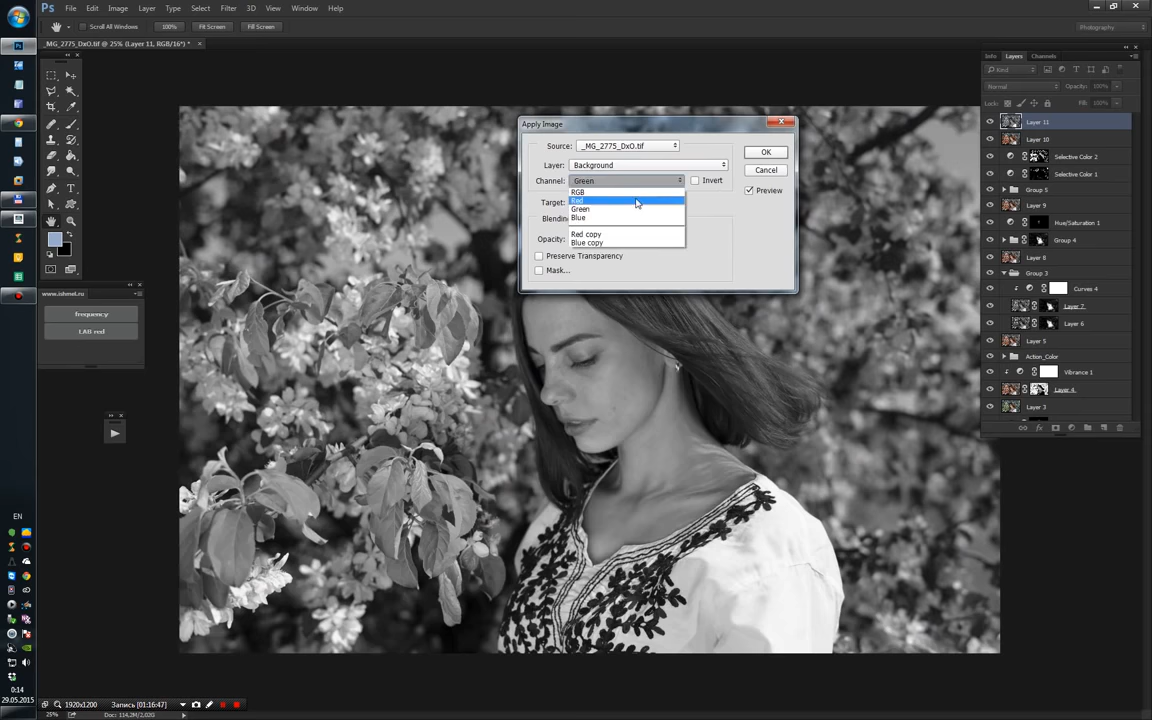 Ps File Edit Image Layer Type Select Filter 3D View Window Help
Scroll All Windows 100% Fit Screen Fill Screen Photography
_MG_2775_DxO.tif @ 25% (Layer 11, RGB/16*) *
www.ishmel.ru
frequency
LAB red
Apply Image
Source: _MG_2775_DxO.tif
Layer: Background
Channel: Green Invert
RGB
Red
Green
Blue
Red copy
Blue copy
Target:
Blending
Opacity:
Preserve Transparency
Mask...
OK
Cancel
Preview
Info Layers Channels
Kind
Normal Opacity: 100%
Lock: Fill: 100%
Layer 11
Layer 10
Selective Color 2
Selective Color 1
Group 5
Layer 9
Hue/Saturation 1
Group 4
Layer 8
Group 3
Curves 4
Layer 7
Layer 6
Layer 5
Action_Color
Vibrance 1
Layer 4
Layer 3
EN
0:14
29.05.2015
1920x1200 Запись [01:16:47]
25% Doc: 114,2M/2,02G